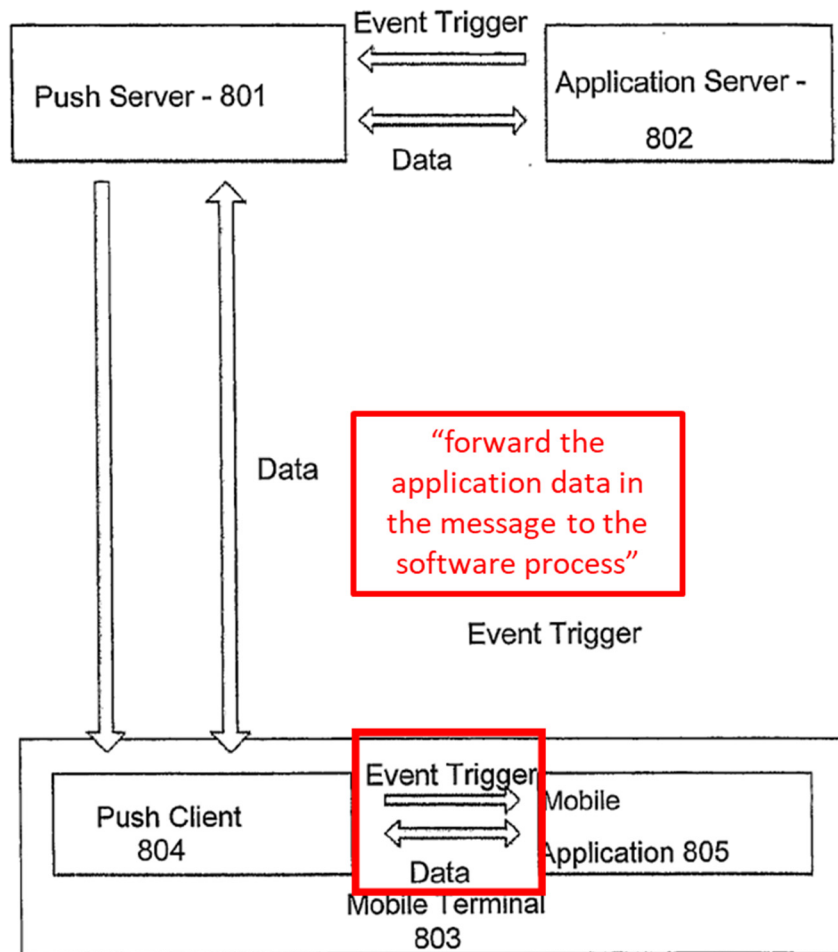 Event Trigger
Push Server - 801
Application Server -
802
Data
Data
“forward the
application data in
the message to the
software process”
Event Trigger
Event Trigger
Push Client
804
Mobile
Application 805
Data
Mobile Terminal
803